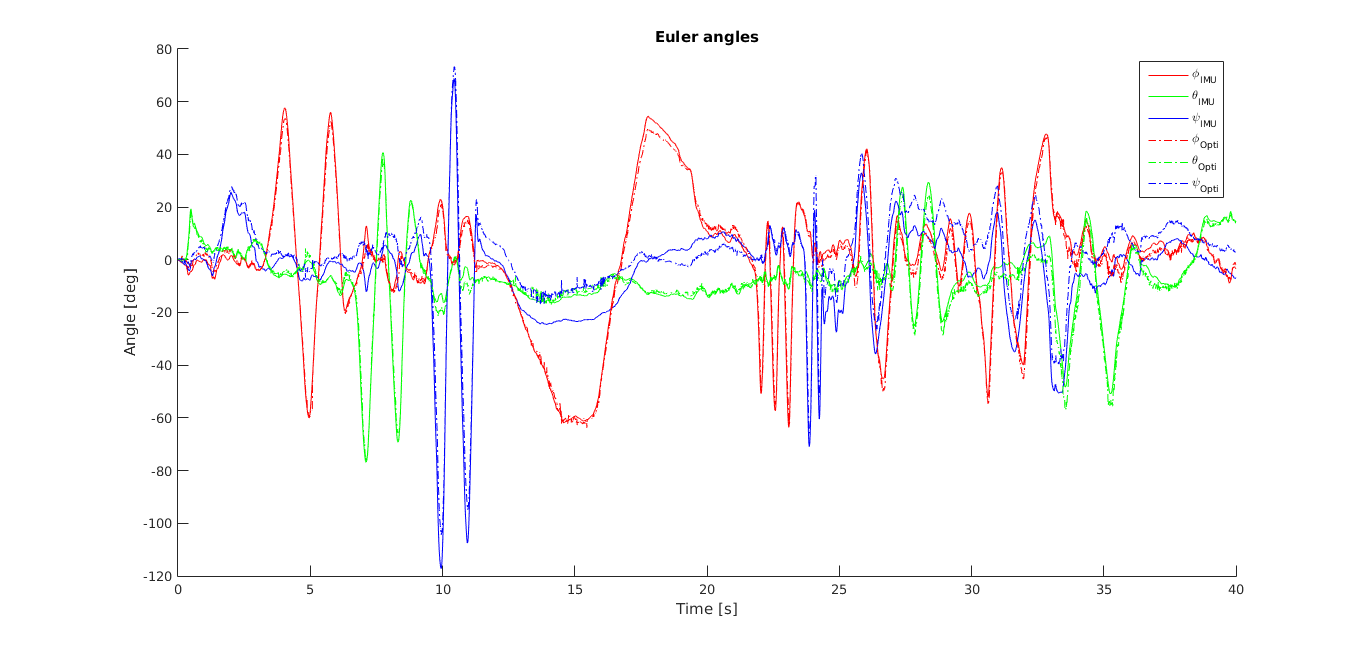 Euler angles
80
60
40
20
0
-20
-40
-60
-80
-100
-120
Angle [deg]
0 5 10 15 20 25 30 35 40
Time [s]
ϕIMU
θIMU
ψIMU
ϕOpti
θOpti
ψOpti